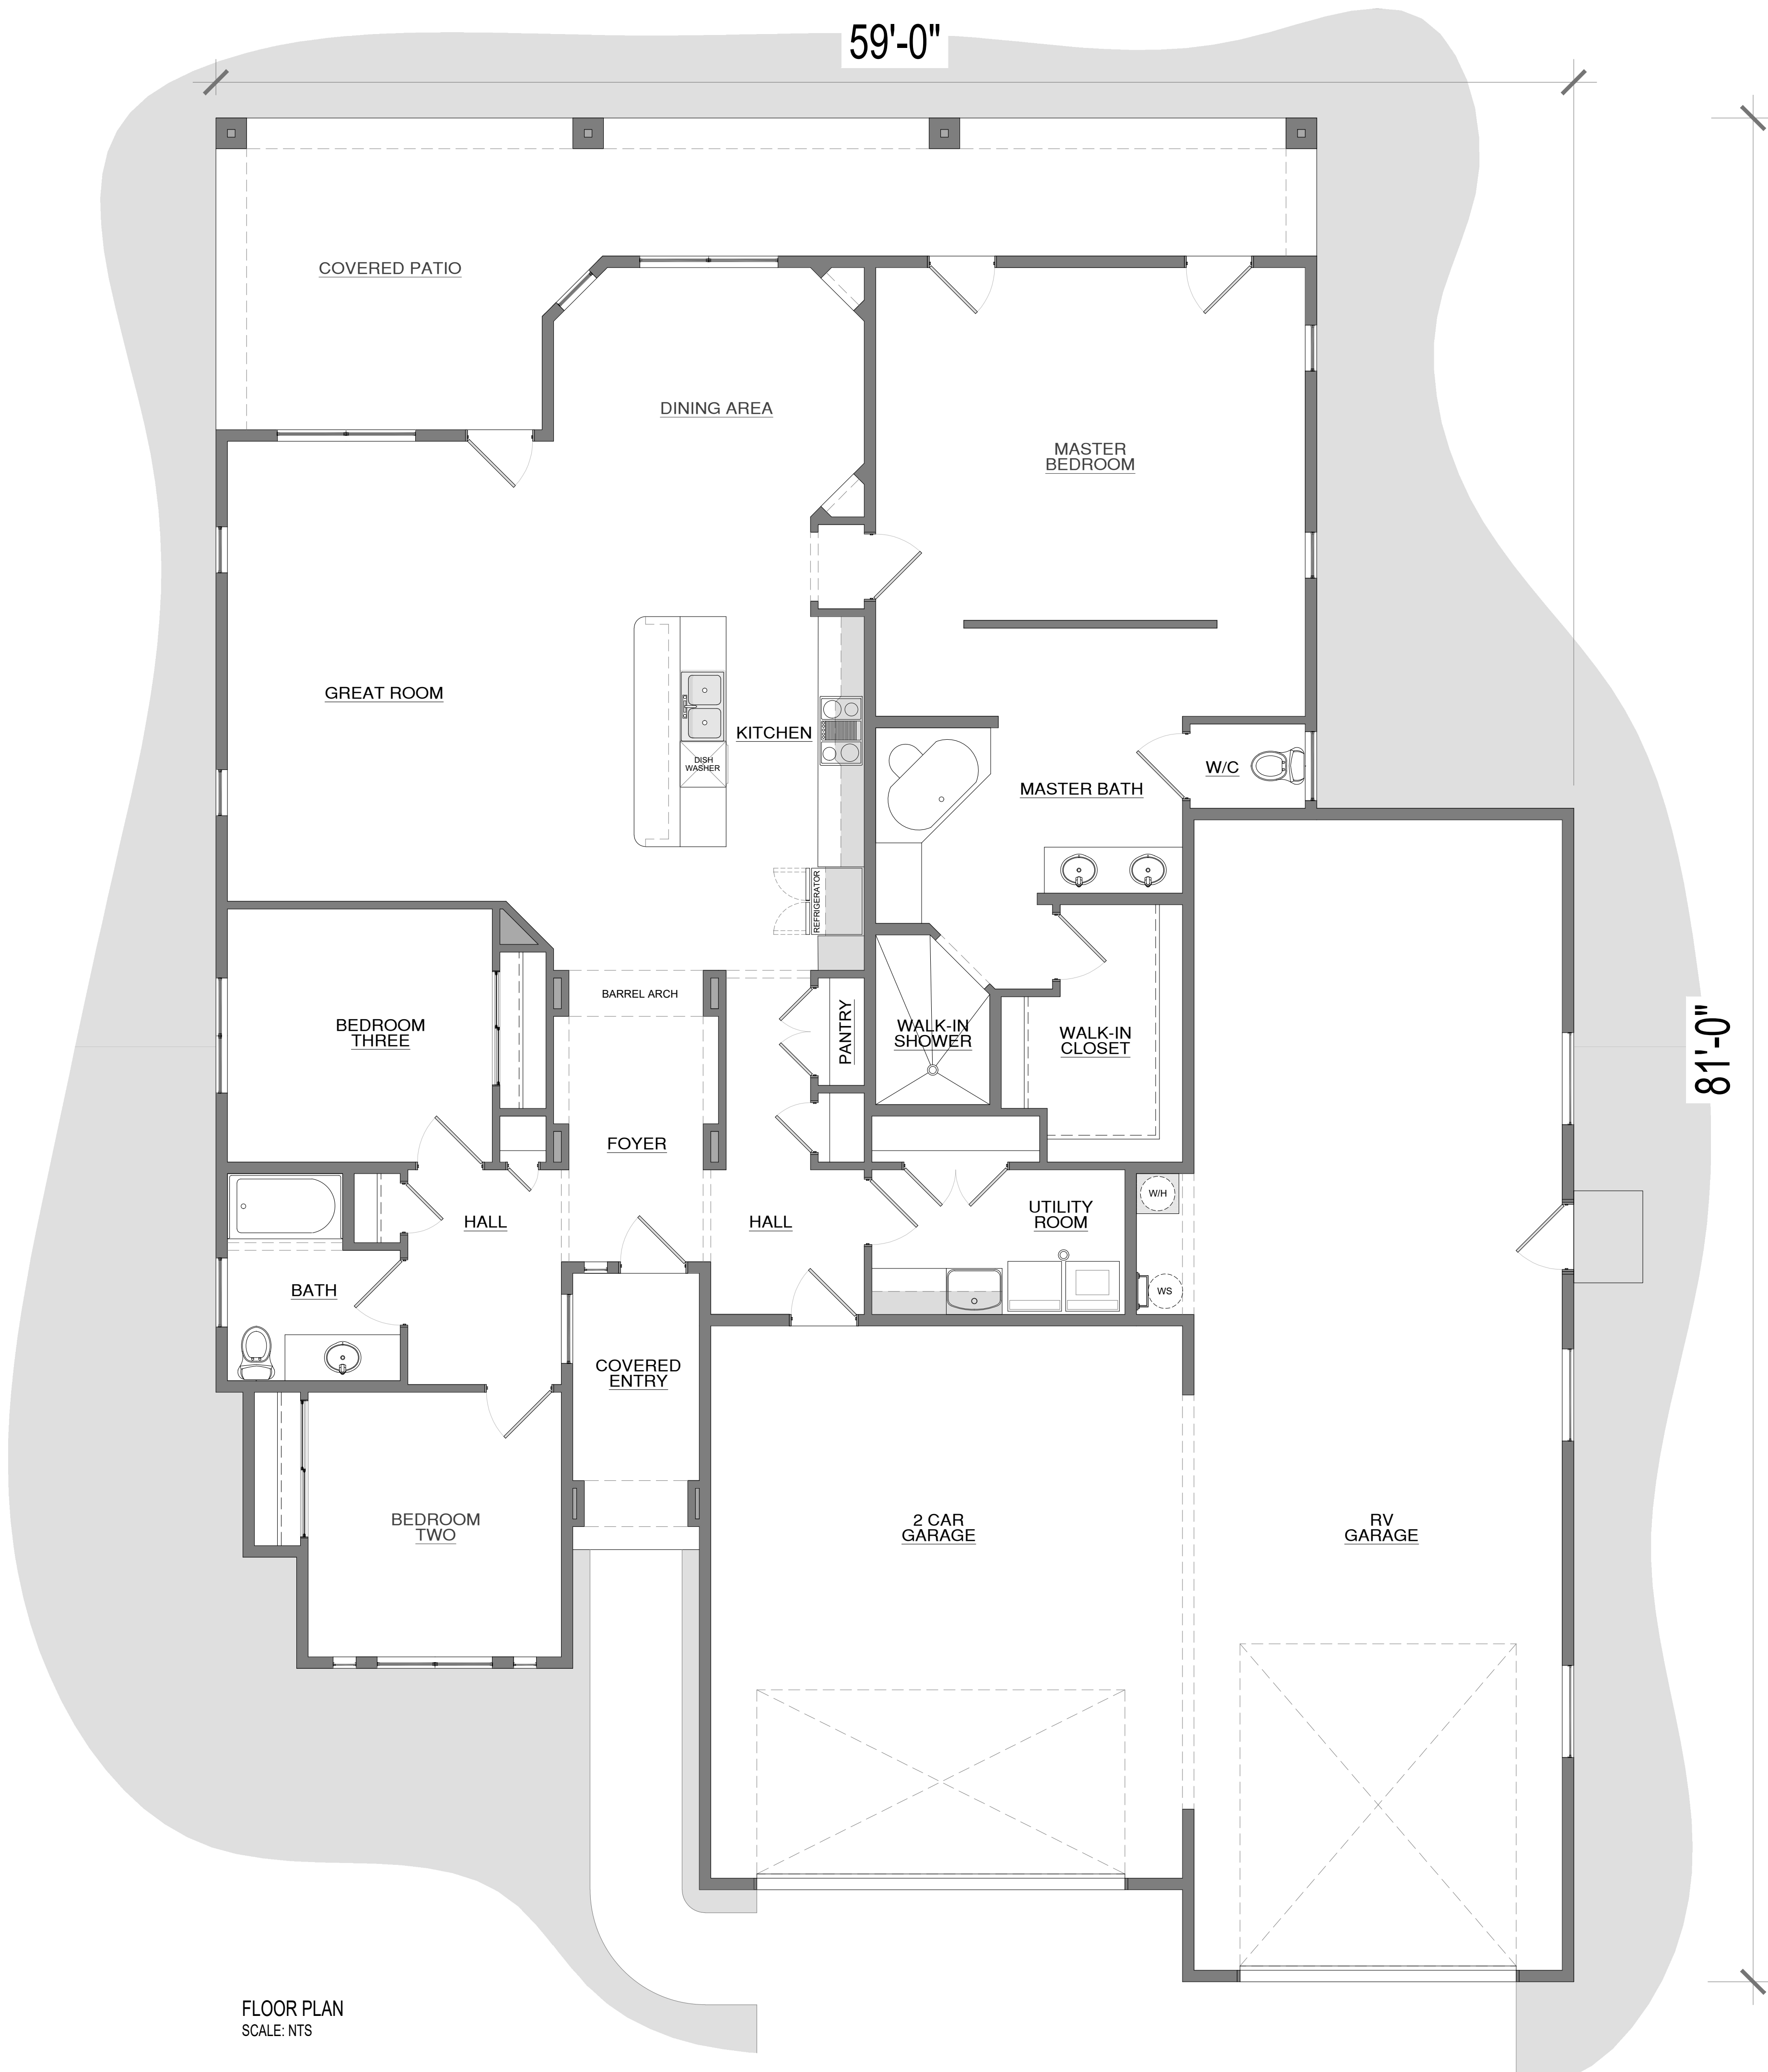 59'-0"
COVERED PATIO
DINING AREA
MASTER
BEDROOM
GREAT ROOM
KITCHEN
DISH
WASHER
W/C
MASTER BATH
REFRIGERATOR
BARREL ARCH
BEDROOM
THREE
PANTRY
WALK-IN
SHOWER
WALK-IN
CLOSET
81'-0"
FOYER
HALL
HALL
UTILITY
ROOM
W/H
WS
BATH
COVERED
ENTRY
BEDROOM
TWO
2 CAR
GARAGE
RV
GARAGE
FLOOR PLAN
SCALE: NTS